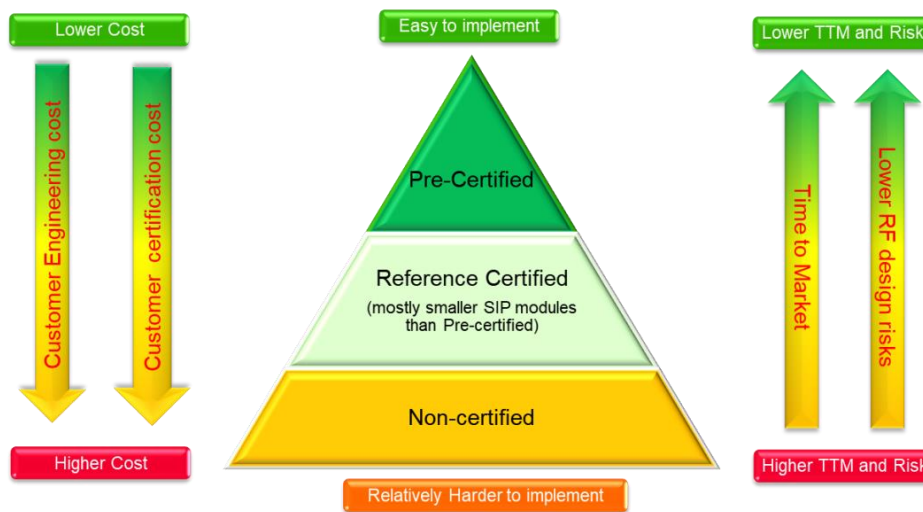 Lower Cost
Easy to implement
Lower TTM and Risk
Customer Engineering cost
Customer certification cost
Pre-Certified
Reference Certified
(mostly smaller SIP modules
than Pre-certified)
Non-certified
Time to Market
Lower RF design risks
Higher Cost
Relatively Harder to implement
Higher TTM and Risk